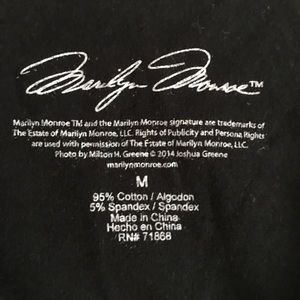 Marilyn Monroe™
Marilyn Monroe TM and the Marilyn Monroe signature are trademarks of
The Estate of Marilyn Monroe, LLC. Rights of Publicity and Persona Rights
are used with permission of The Estate of Marilyn Monroe, LLC.
Photo by Milton H. Greene © 2014 Joshua Greene
marilynmonroe.com
M
95% Cotton / Algodon
5% Spandex / Spandex
Made in China
Hecho en China
RN# 71868